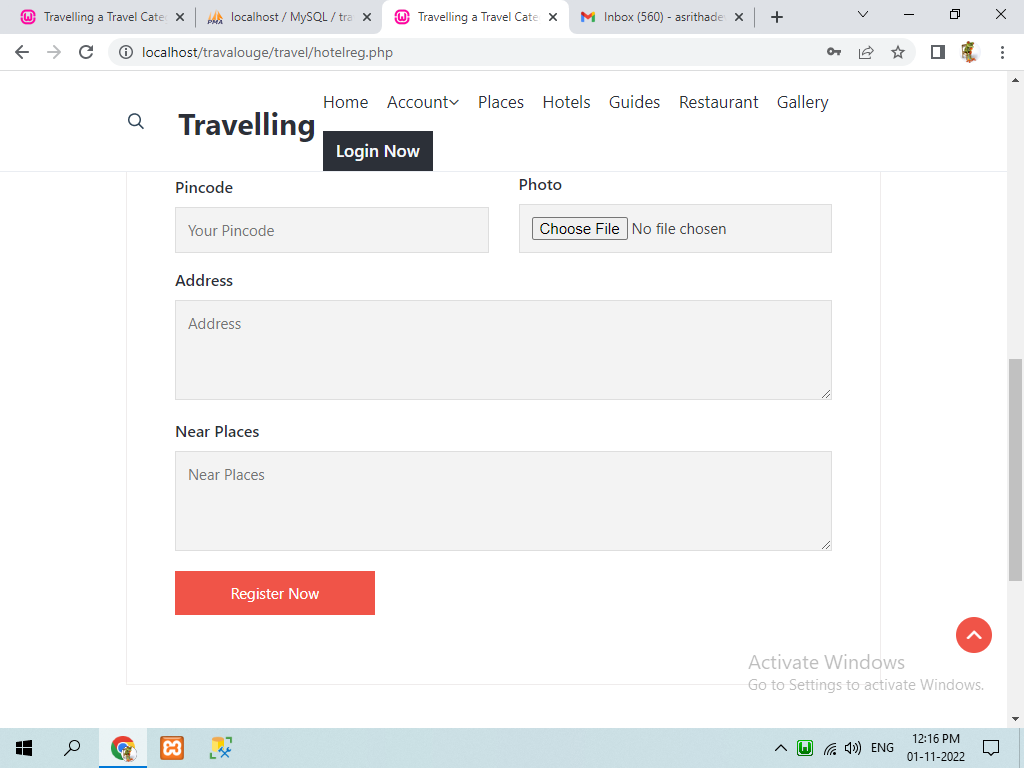 Travelling a Travel Cate
localhost / MySQL / tra
Travelling a Travel Cate
Inbox (560) - asrithade
localhost/travalouge/travel/hotelreg.php
Travelling
Home Account Places Hotels Guides Restaurant Gallery
Login Now
Pincode
Photo
Your Pincode
Choose File No file chosen
Address
Address
Near Places
Near Places
Register Now
Activate Windows
Go to Settings to activate Windows.
ENG
12:16 PM
01-11-2022